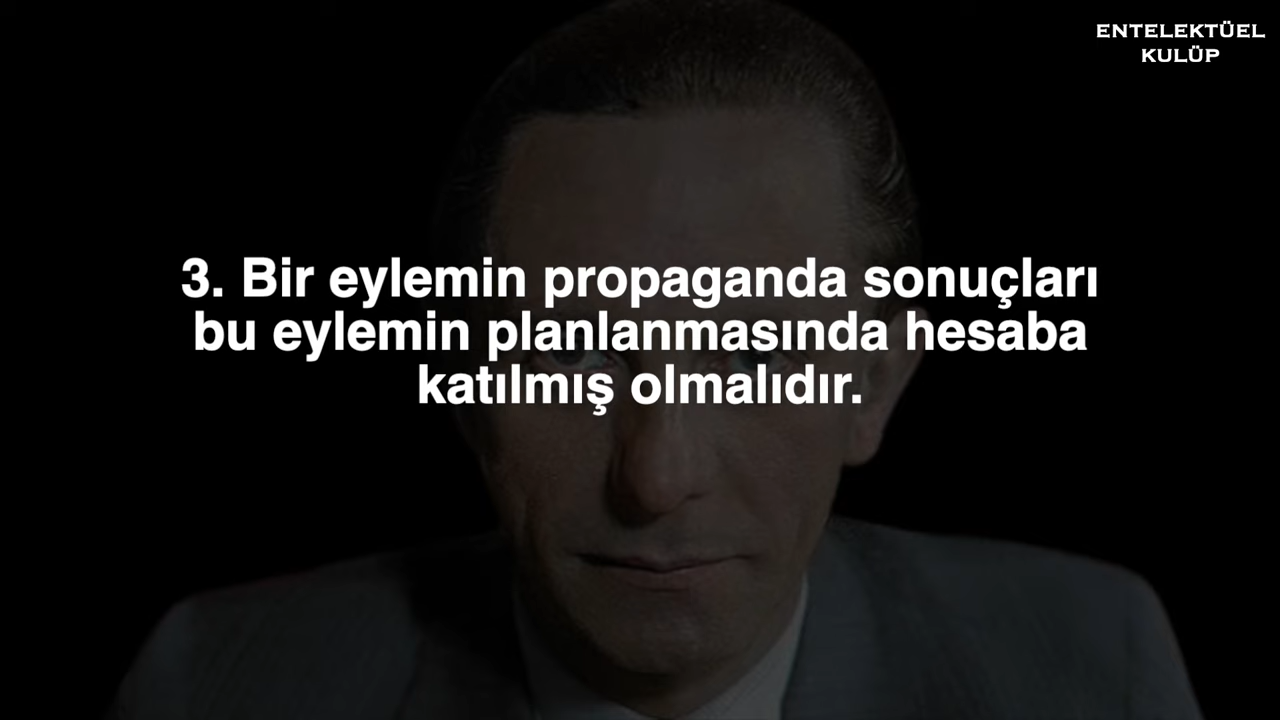 ENTELEKTÜEL
KULÜP
3. Bir eylemin propaganda sonuçları
bu eylemin planlanmasında hesaba
katılmış olmalıdır.